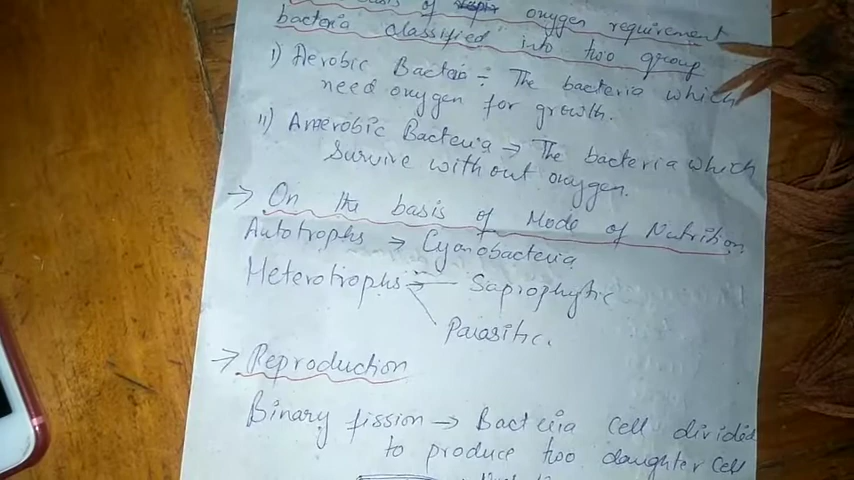 basis of oxygen requirement
bacteria classified into two group
i) Aerobic Bacteria :- The bacteria which
need oxygen for growth.
ii) Anaerobic Bacteria → The bacteria which
Survive without oxygen.
→ On the basis of Mode of Nutrition
Autotrophs → Cyanobacteria
Heterotrophs → Saprophytic
Parasitic.
→ Reproduction
Binary fission → Bacteria cell divided
to produce two daughter cell